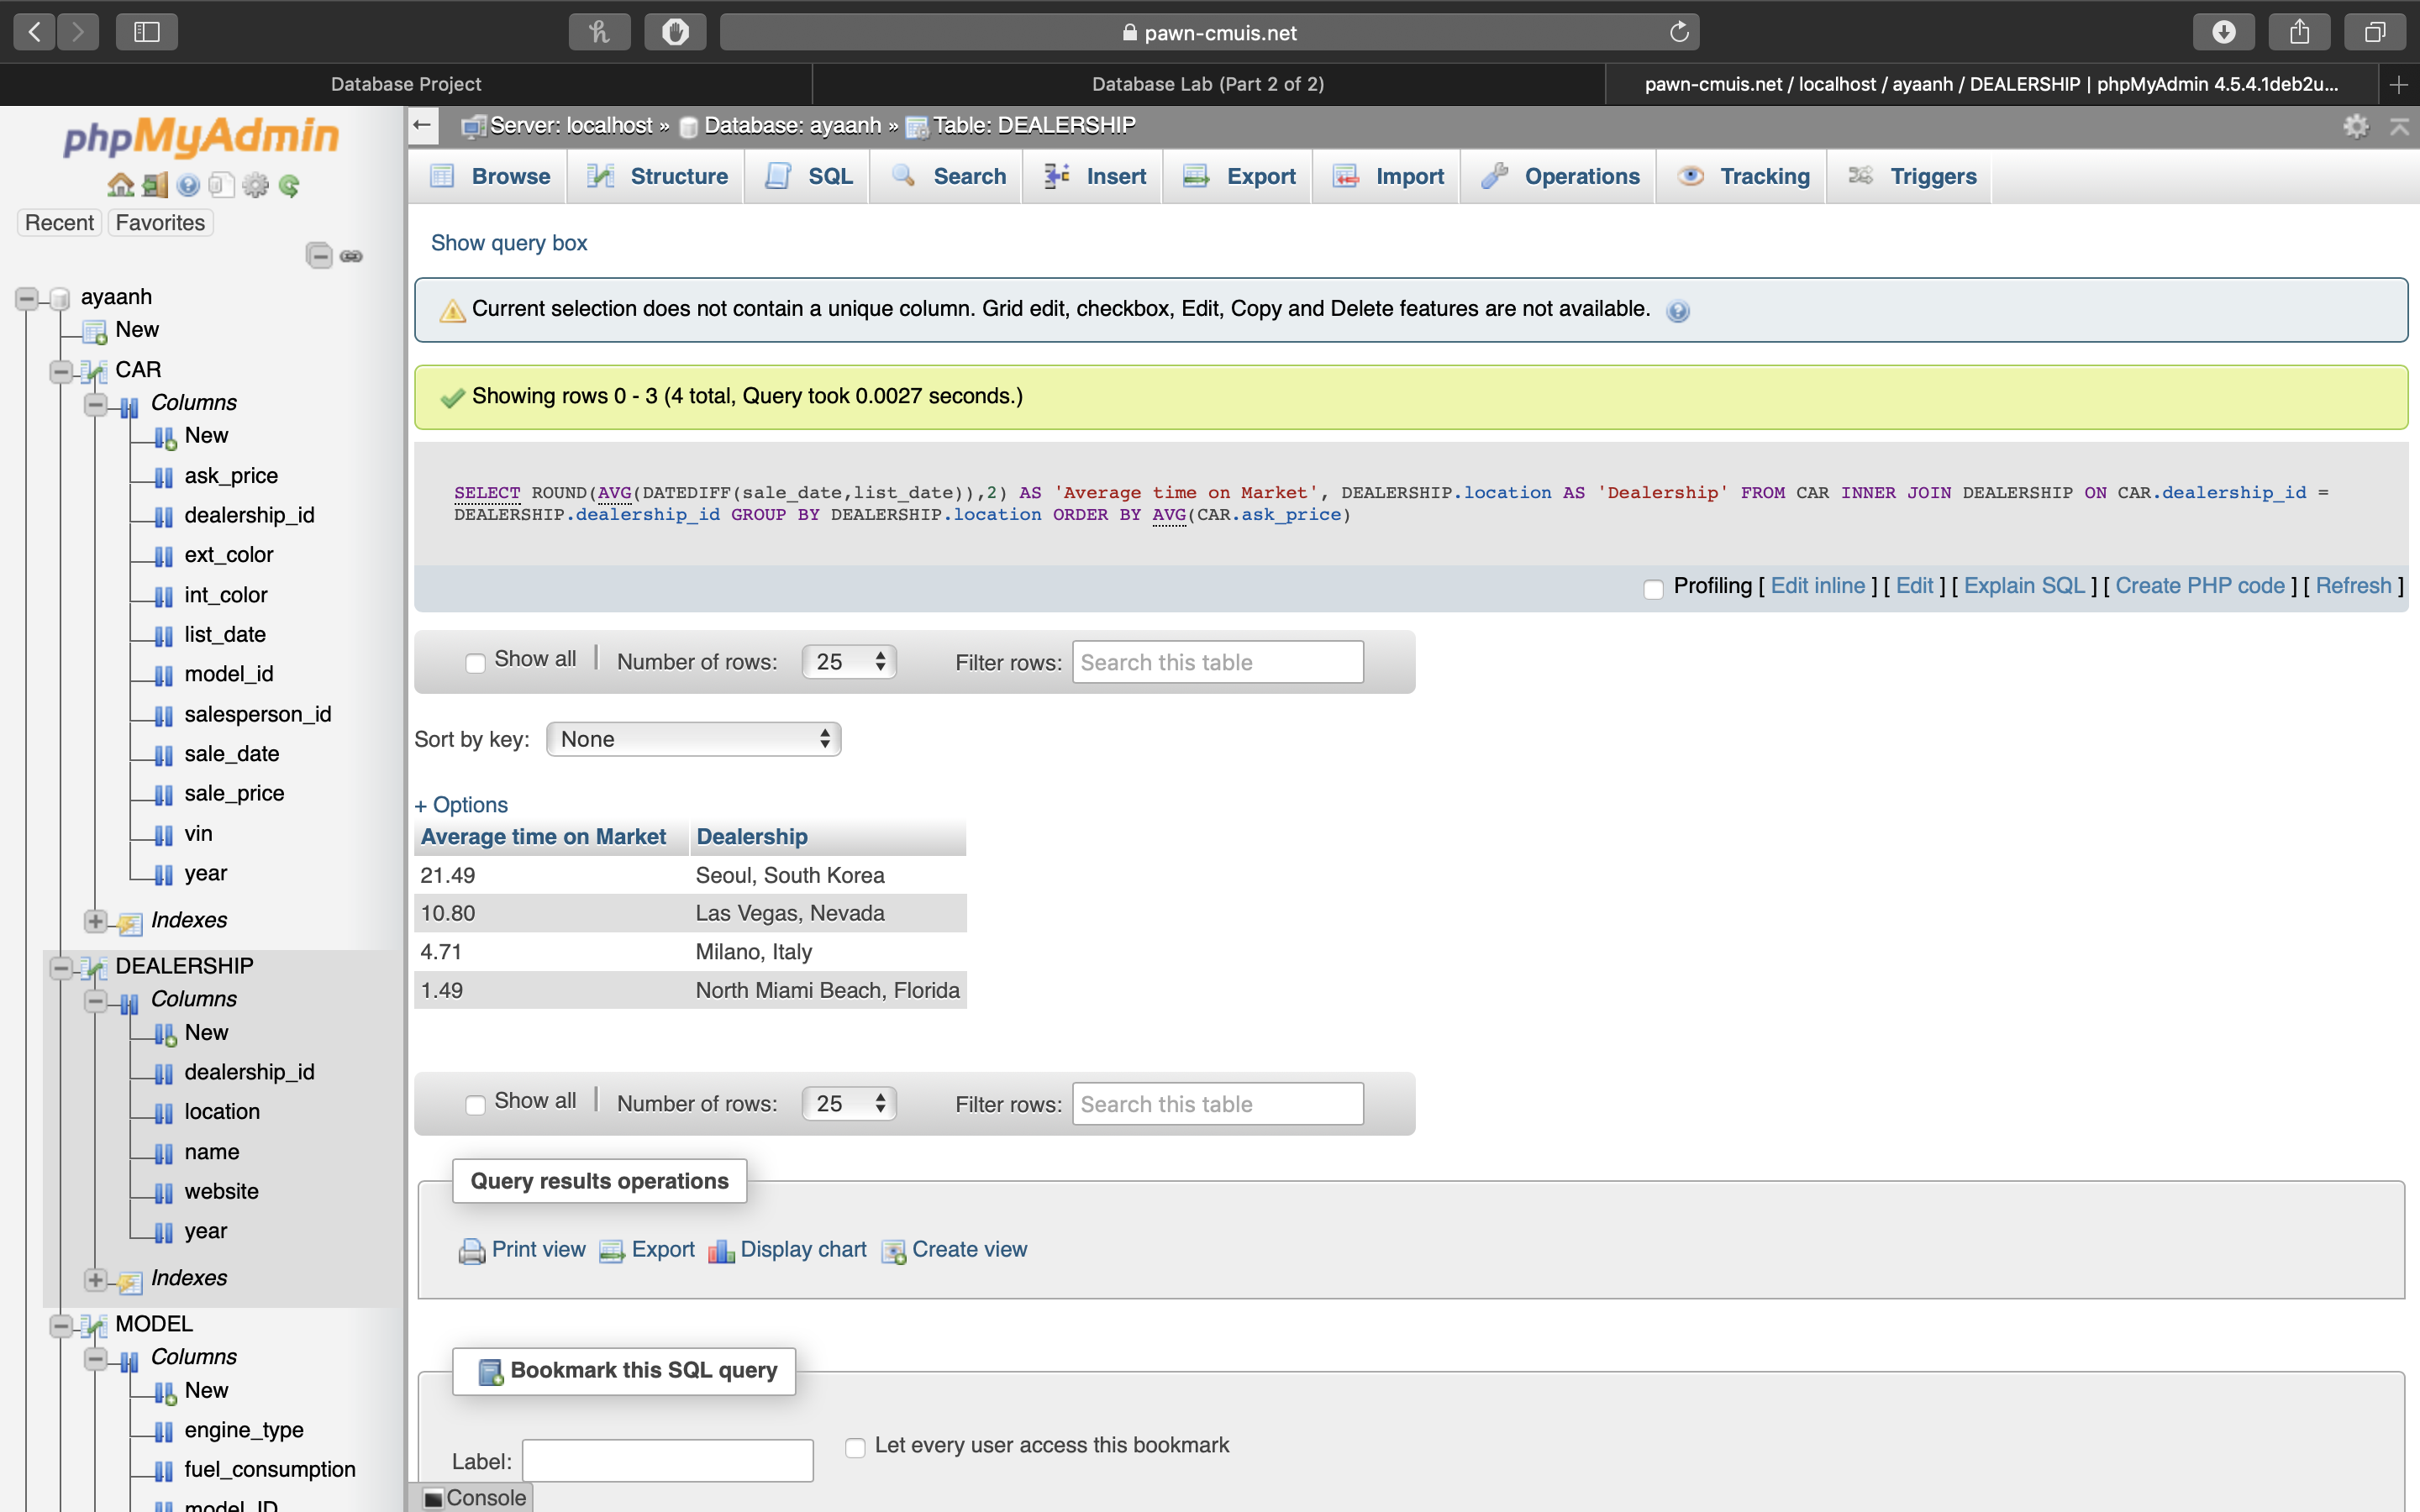 pawn-cmuis.net
Database Project
Database Lab (Part 2 of 2)
pawn-cmuis.net / localhost / ayaanh / DEALERSHIP | phpMyAdmin 4.5.4.1deb2u...
phpMyAdmin
Recent
Favorites
ayaanh
New
CAR
Columns
New
ask_price
dealership_id
ext_color
int_color
list_date
model_id
salesperson_id
sale_date
sale_price
vin
year
Indexes
DEALERSHIP
Columns
New
dealership_id
location
name
website
year
Indexes
MODEL
Columns
New
engine_type
fuel_consumption
model_ID
Server: localhost » Database: ayaanh » Table: DEALERSHIP
Browse Structure SQL Search Insert Export Import Operations Tracking Triggers
Show query box
Current selection does not contain a unique column. Grid edit, checkbox, Edit, Copy and Delete features are not available.
Showing rows 0 - 3 (4 total, Query took 0.0027 seconds.)
SELECT ROUND(AVG(DATEDIFF(sale_date,list_date)),2) AS 'Average time on Market', DEALERSHIP.location AS 'Dealership' FROM CAR INNER JOIN DEALERSHIP ON CAR.dealership_id =
DEALERSHIP.dealership_id GROUP BY DEALERSHIP.location ORDER BY AVG(CAR.ask_price)
Profiling [ Edit inline ] [ Edit ] [ Explain SQL ] [ Create PHP code ] [ Refresh ]
Show all | Number of rows: 25 Filter rows: Search this table
Sort by key: None
+ Options
Average time on Market Dealership
21.49 Seoul, South Korea
10.80 Las Vegas, Nevada
4.71 Milano, Italy
1.49 North Miami Beach, Florida
Show all | Number of rows: 25 Filter rows: Search this table
Query results operations
Print view Export Display chart Create view
Bookmark this SQL query
Label: Let every user access this bookmark
Console